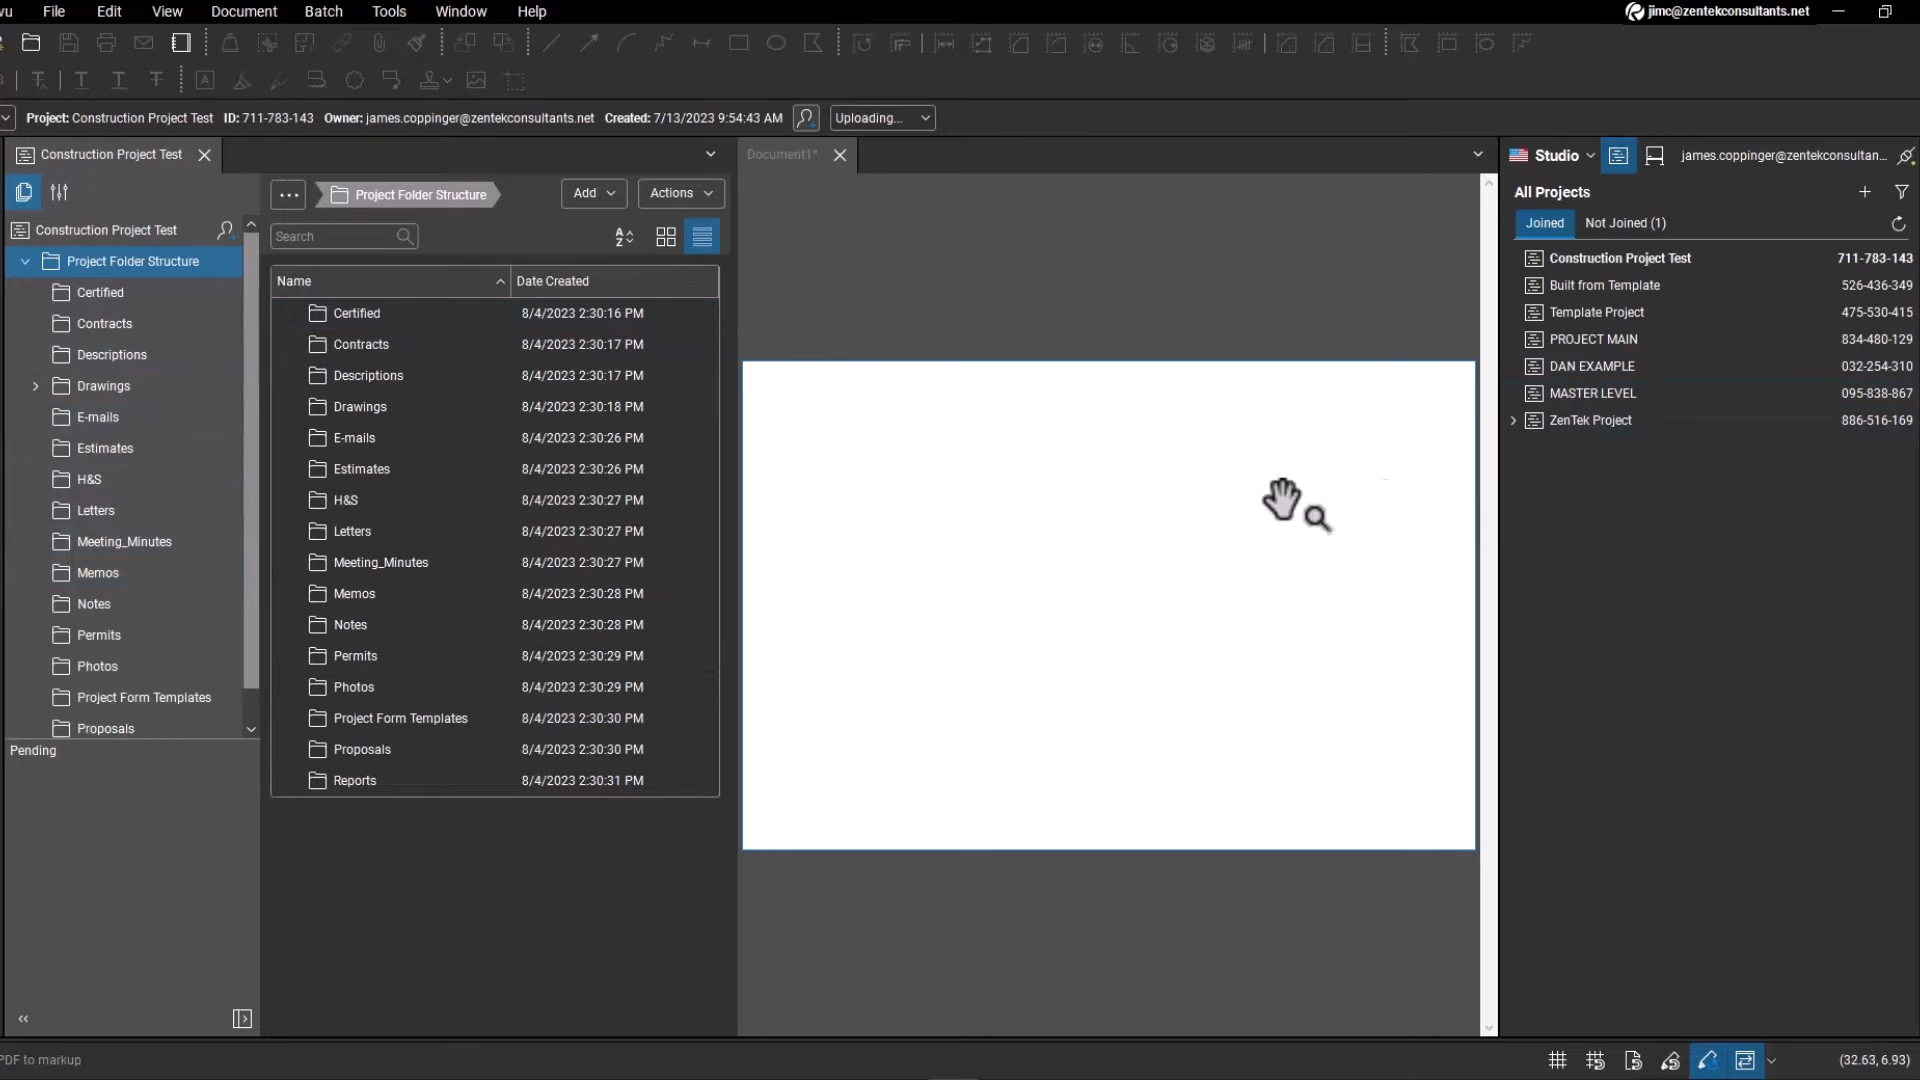 vu File Edit View Document Batch Tools Window Help jimc@zentekconsultants.net
Project: Construction Project Test ID: 711-783-143 Owner: james.coppinger@zentekconsultants.net Created: 7/13/2023 9:54:43 AM Uploading...
Construction Project Test
Construction Project Test
Project Folder Structure
Certified
Contracts
Descriptions
Drawings
E-mails
Estimates
H&S
Letters
Meeting_Minutes
Memos
Notes
Permits
Photos
Project Form Templates
Proposals
Pending
Project Folder Structure Add Actions
Search
Name Date Created
Certified 8/4/2023 2:30:16 PM
Contracts 8/4/2023 2:30:17 PM
Descriptions 8/4/2023 2:30:17 PM
Drawings 8/4/2023 2:30:18 PM
E-mails 8/4/2023 2:30:26 PM
Estimates 8/4/2023 2:30:26 PM
H&S 8/4/2023 2:30:27 PM
Letters 8/4/2023 2:30:27 PM
Meeting_Minutes 8/4/2023 2:30:27 PM
Memos 8/4/2023 2:30:28 PM
Notes 8/4/2023 2:30:28 PM
Permits 8/4/2023 2:30:29 PM
Photos 8/4/2023 2:30:29 PM
Project Form Templates 8/4/2023 2:30:30 PM
Proposals 8/4/2023 2:30:30 PM
Reports 8/4/2023 2:30:31 PM
Document1*
Studio james.coppinger@zentekconsultan...
All Projects
Joined Not Joined (1)
Construction Project Test 711-783-143
Built from Template 526-436-349
Template Project 475-530-415
PROJECT MAIN 834-480-129
DAN EXAMPLE 032-254-310
MASTER LEVEL 095-838-867
ZenTek Project 886-516-169
PDF to markup (32.63, 6.93)